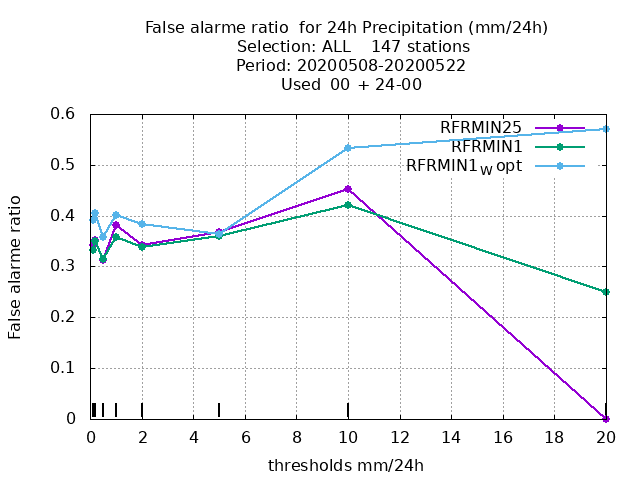 False alarme ratio  for 24h Precipitation (mm/24h)
Selection: ALL    147 stations
Period: 20200508-20200522
Used  00 + 24-00
RFRMIN25
RFRMIN1
RFRMIN1w opt
0.6
0.5
0.4
0.3
0.2
0.1
0
False alarme ratio
0 2 4 6 8 10 12 14 16 18 20
thresholds mm/24h